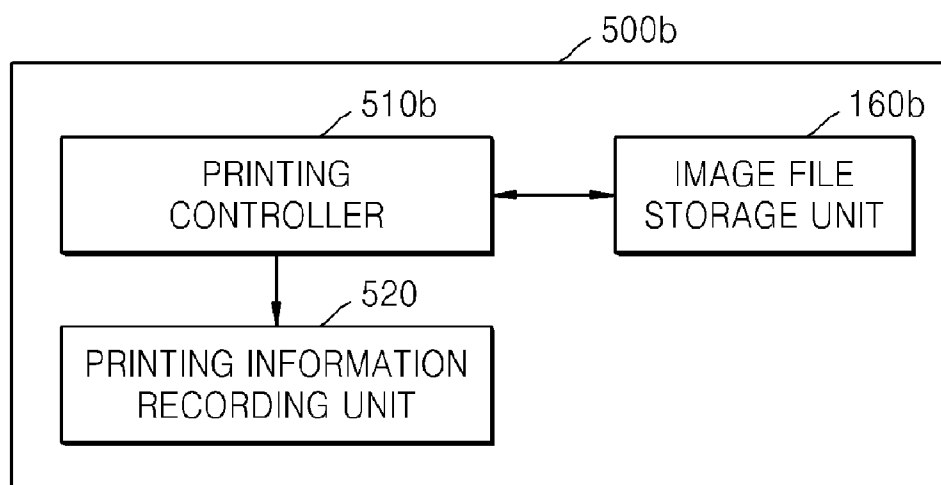 500b
510b
160b
PRINTING
CONTROLLER
IMAGE FILE
STORAGE UNIT
520
PRINTING INFORMATION
RECORDING UNIT